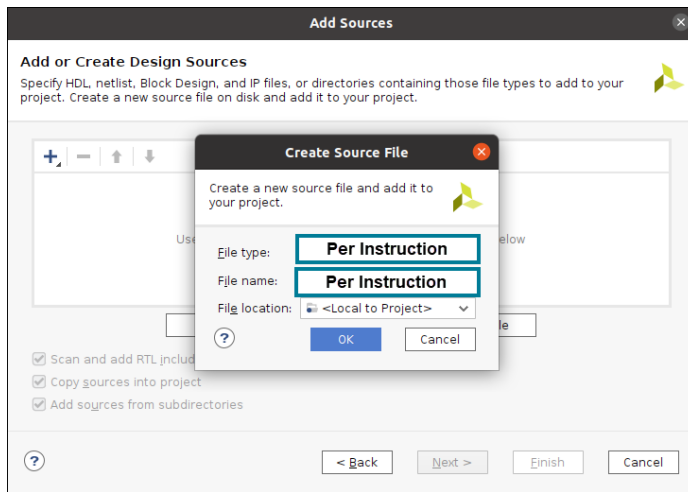 Add Sources
Add or Create Design Sources
Specify HDL, netlist, Block Design, and IP files, or directories containing those file types to add to your
project. Create a new source file on disk and add it to your project.
Create Source File
Create a new source file and add it to
your project.
Use
elow
File type: Per Instruction
File name: Per Instruction
File location: <Local to Project>
le
? OK Cancel
Scan and add RTL includ
Copy sources into project
Add sources from subdirectories
? < Back Next > Finish Cancel